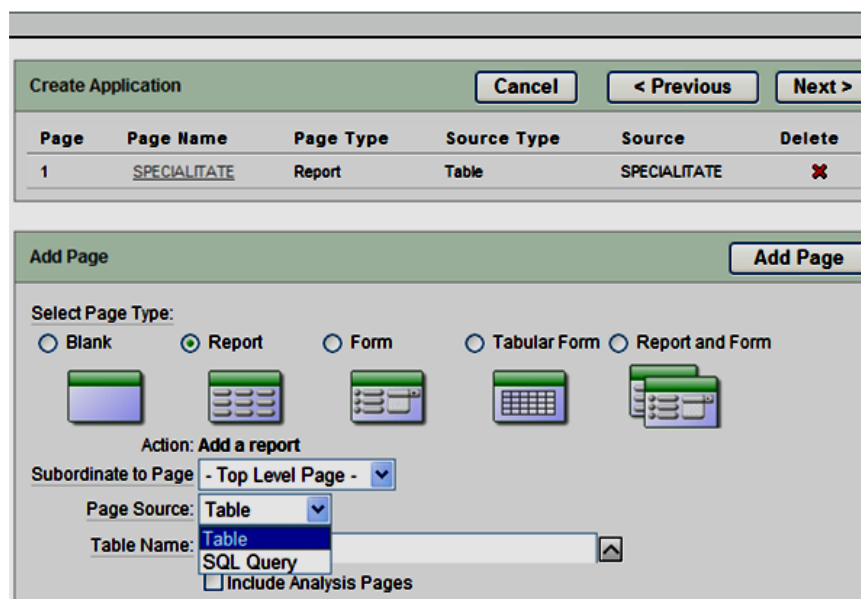 Create Application Cancel < Previous Next >
Page Page Name Page Type Source Type Source Delete
1 SPECIALITATE Report Table SPECIALITATE
Add Page Add Page
Select Page Type:
Blank Report Form Tabular Form Report and Form
Action: Add a report
Subordinate to Page - Top Level Page -
Page Source: Table
Table
Table Name:
SQL Query
Include Analysis Pages